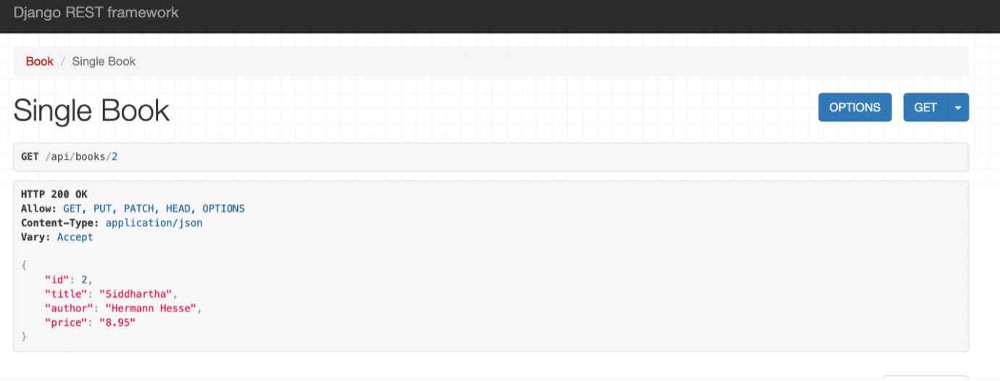 Django REST framework
Book / Single Book
Single Book
OPTIONS GET
GET /api/books/2
HTTP 200 OK
Allow: GET, PUT, PATCH, HEAD, OPTIONS
Content-Type: application/json
Vary: Accept
{
    "id": 2,
    "title": "Siddhartha",
    "author": "Hermann Hesse",
    "price": "8.95"
}